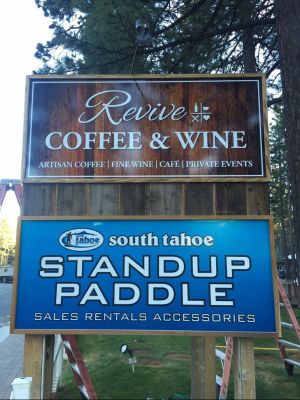 Revive
COFFEE & WINE
ARTISAN COFFEE | FINE WINE | CAFÉ | PRIVATE EVENTS
tahoe south tahoe
STANDUP
PADDLE
SALES RENTALS ACCESSORIES